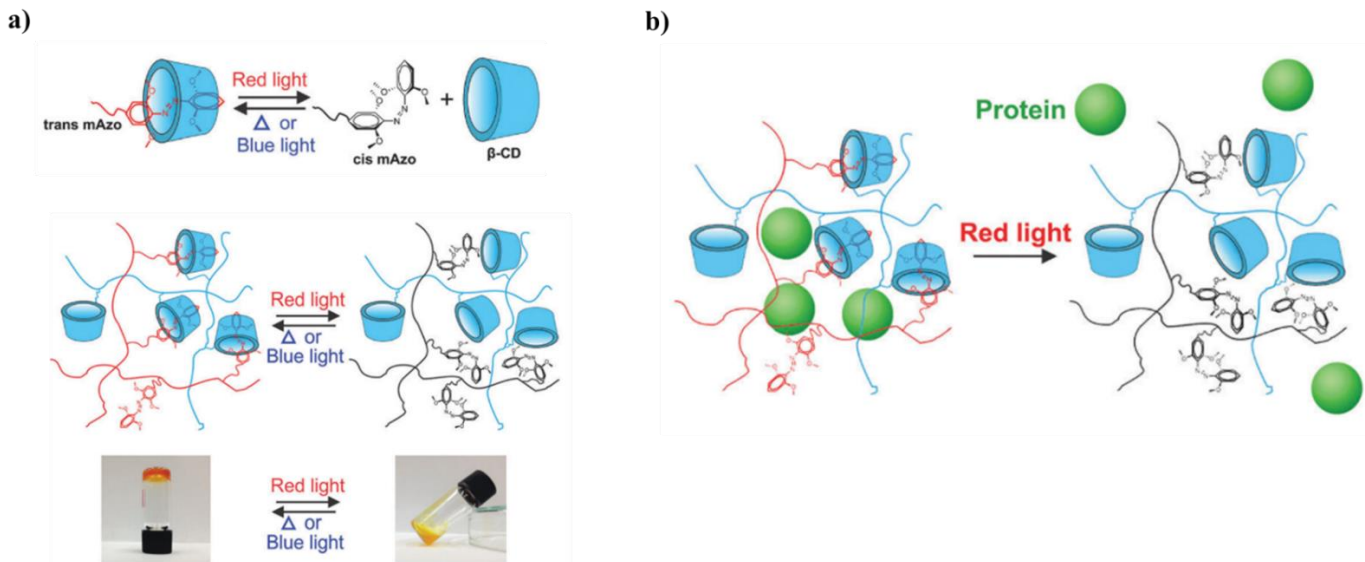 a)
Red light
trans mAzo
Δ or
Blue light
cis mAzo
+
β-CD
Red light
Δ or
Blue light
Red light
Δ or
Blue light
b)
Protein
Red light